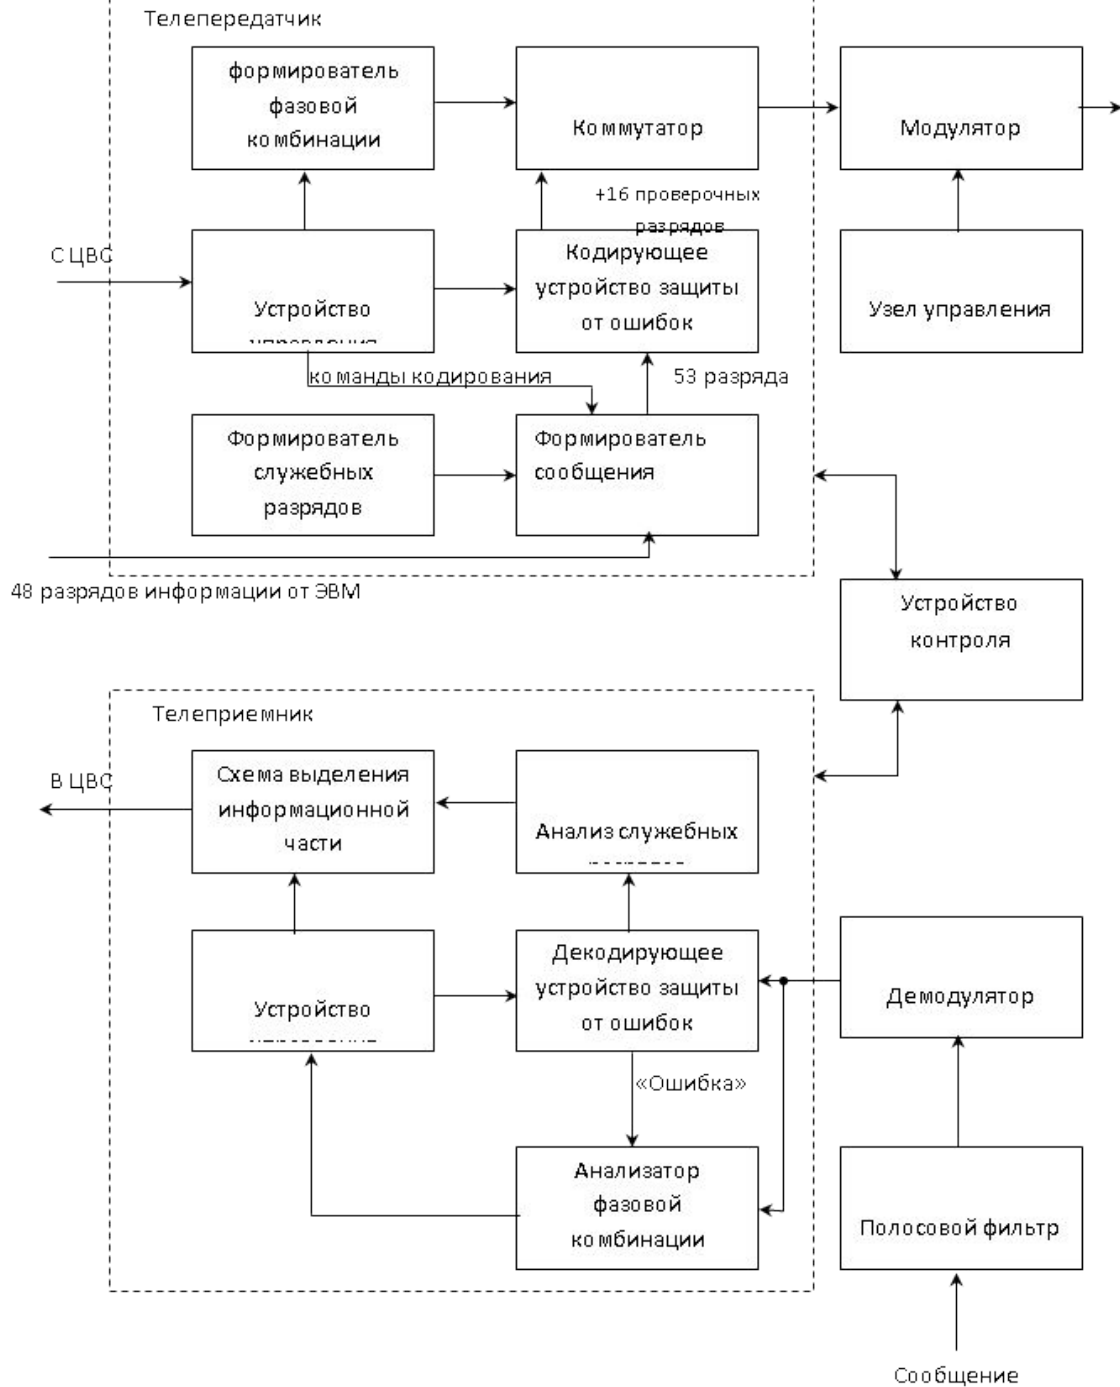 Телепередатчик
формирователь
фазовой
комбинации
Коммутатор
Модулятор
+16 проверочных
разрядов
С ЦВС
Устройство
Кодирующее
устройство защиты
от ошибок
Узел управления
команды кодирования
53 разряда
Формирователь
служебных
разрядов
Формирователь
сообщения
48 разрядов информации от ЭВМ
Устройство
контроля
Телеприемник
В ЦВС
Схема выделения
информационной
части
Анализ служебных
Устройство
Декодирующее
устройство защиты
от ошибок
Демодулятор
«Ошибка»
Анализатор
фазовой
комбинации
Полосовой фильтр
Сообщение